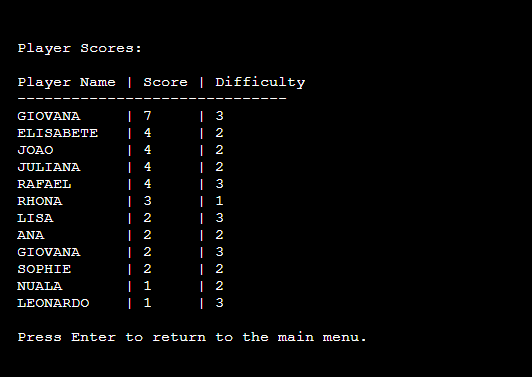 Player Scores:
Player Name | Score | Difficulty
------------------------------
GIOVANA     | 7     | 3
ELISABETE   | 4     | 2
JOAO        | 4     | 2
JULIANA     | 4     | 2
RAFAEL      | 4     | 3
RHONA       | 3     | 1
LISA        | 2     | 3
ANA         | 2     | 2
GIOVANA     | 2     | 3
SOPHIE      | 2     | 2
NUALA       | 1     | 2
LEONARDO    | 1     | 3
Press Enter to return to the main menu.